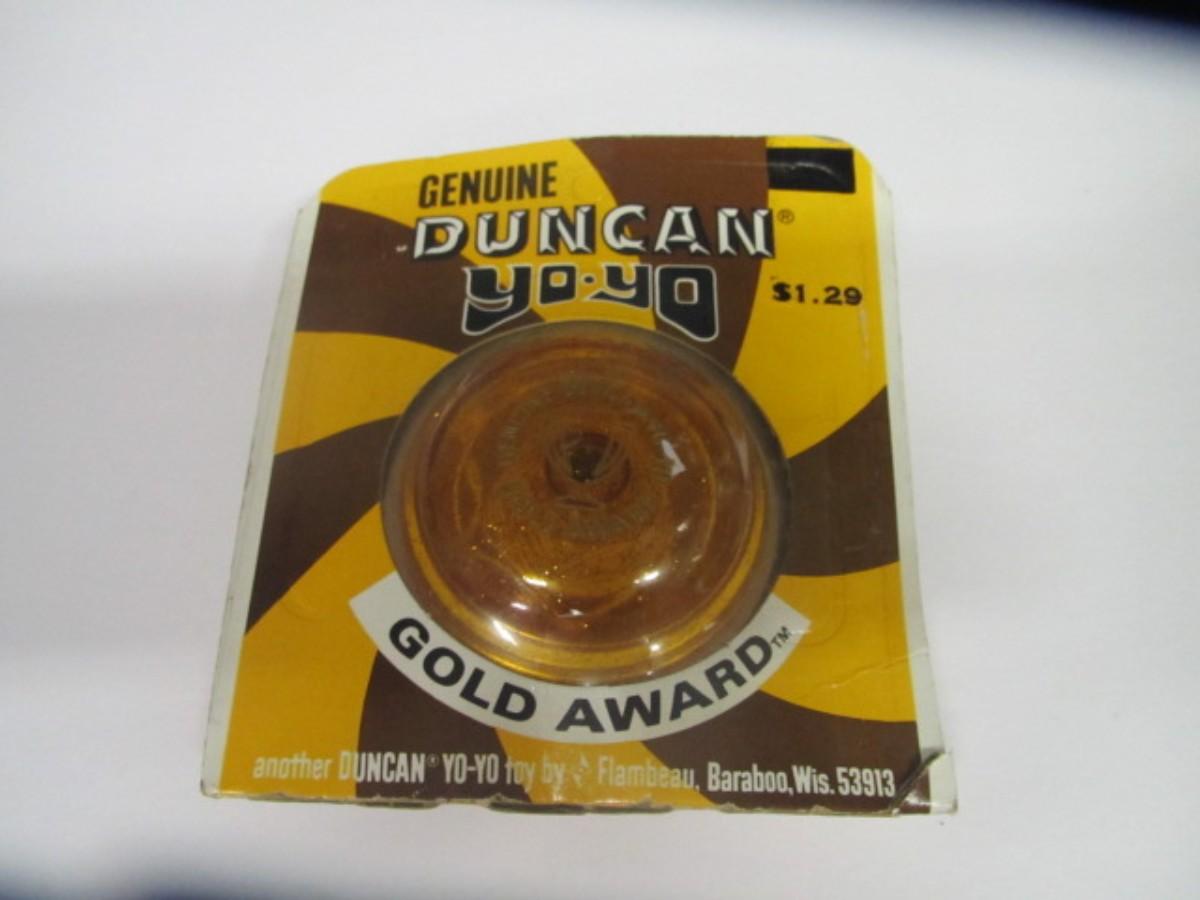 GENUINE
DUNCAN®
YO·YO
$1.29
GOLD AWARD™
another DUNCAN® YO-YO toy by Flambeau, Baraboo, Wis. 53913